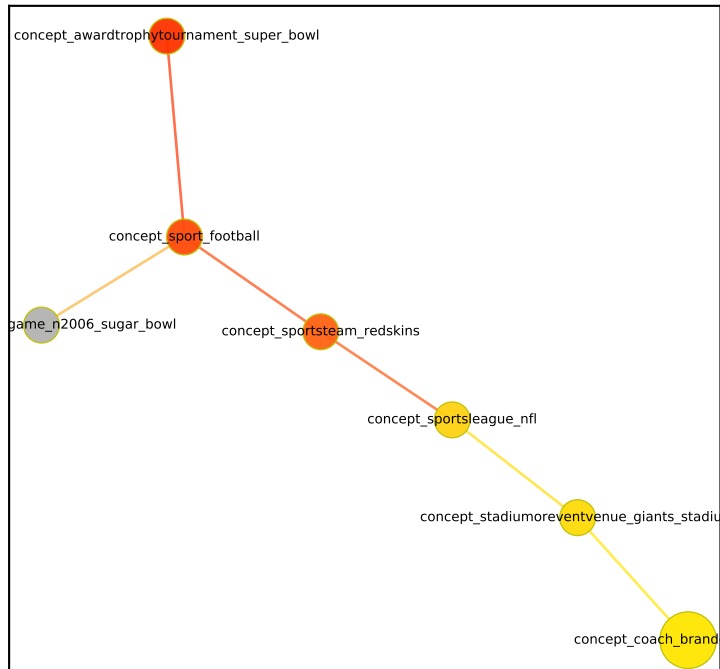 concept_awardtrophytournament_super_bowl
concept_sport_football
game_n2006_sugar_bowl
concept_sportsteam_redskins
concept_sportsleague_nfl
concept_stadiumoreventvenue_giants_stadiu
concept_coach_brand